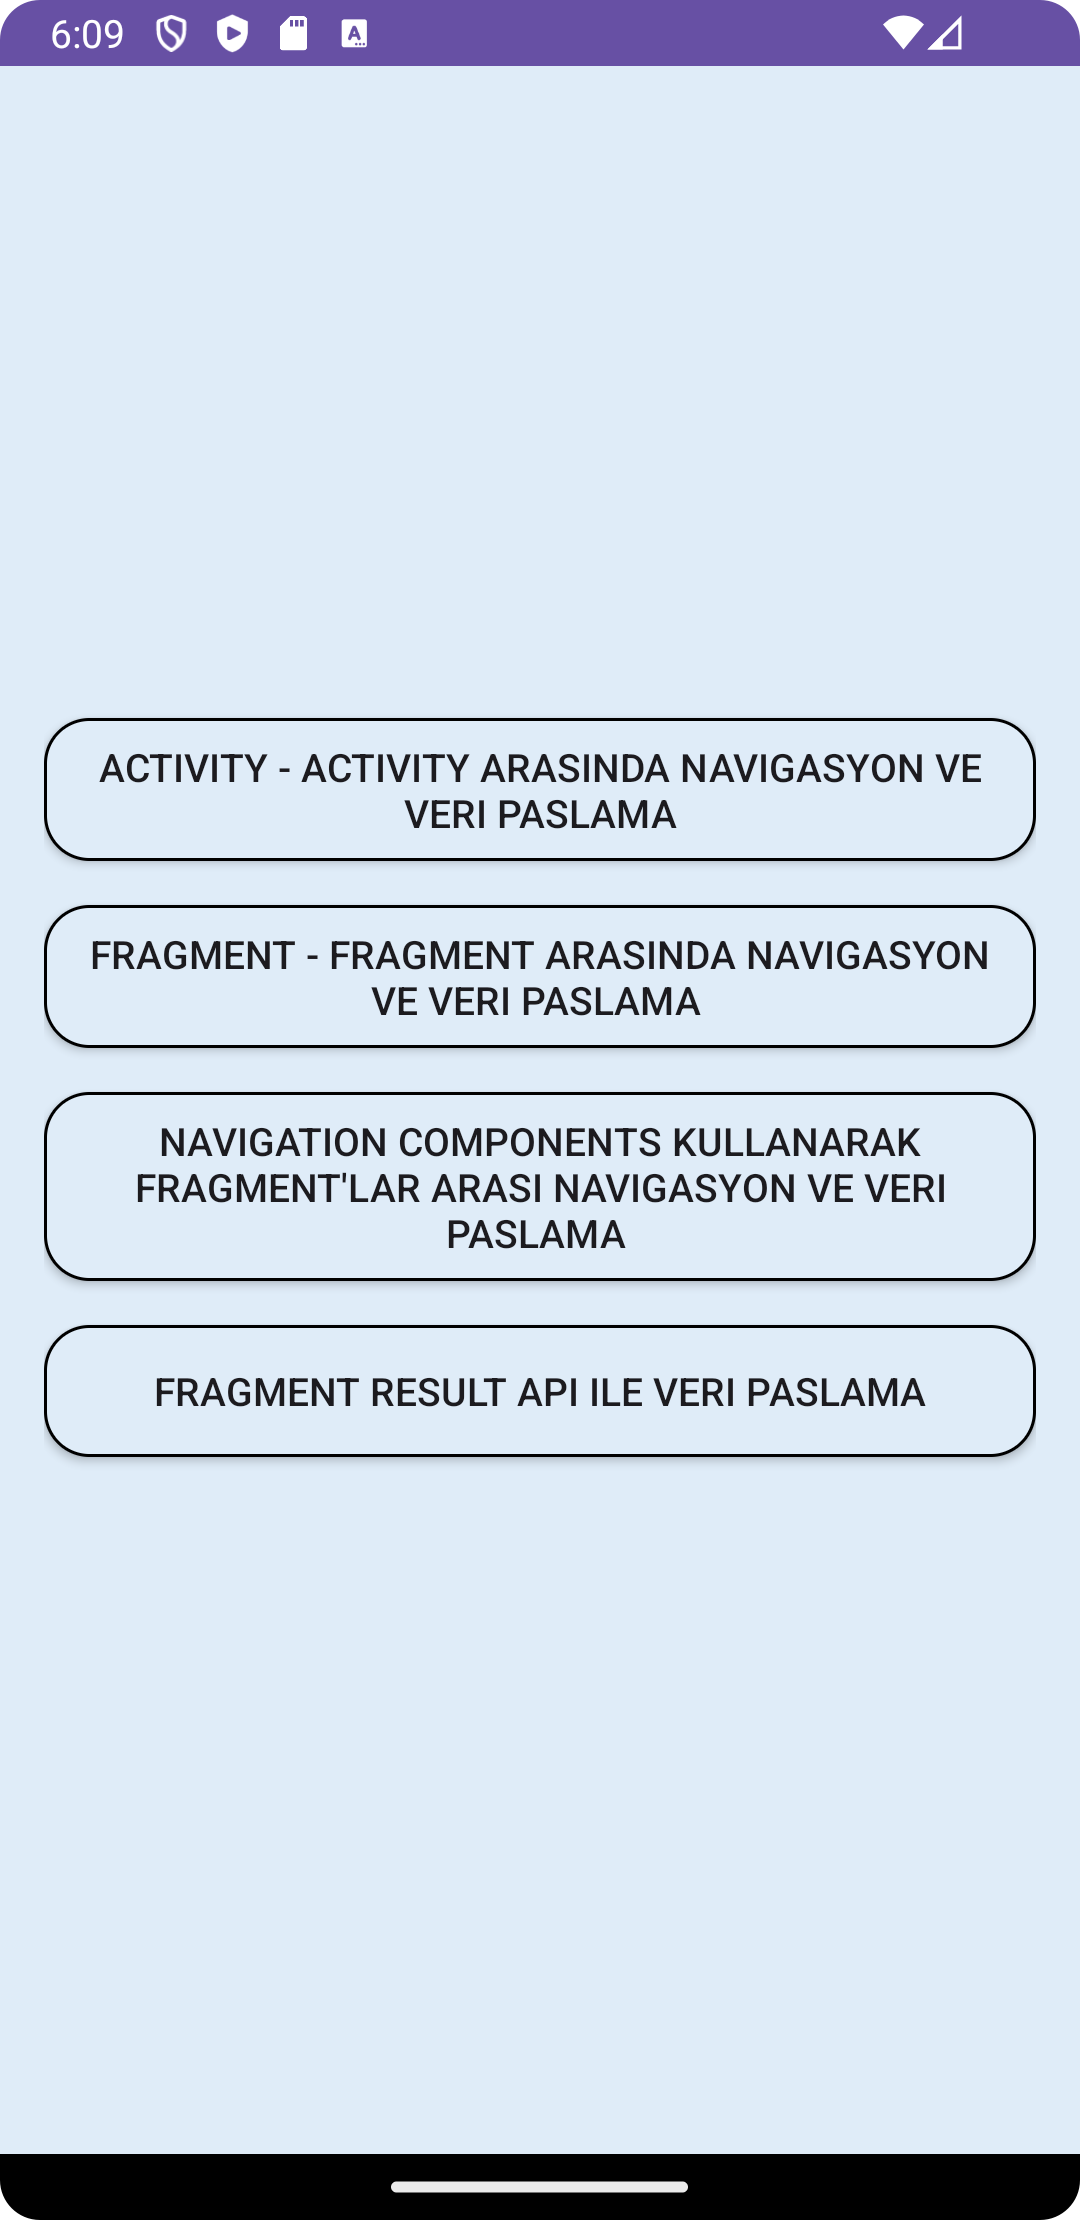 6:09
A
ACTIVITY - ACTIVITY ARASINDA NAVIGASYON VE
VERI PASLAMA
FRAGMENT - FRAGMENT ARASINDA NAVIGASYON
VE VERI PASLAMA
NAVIGATION COMPONENTS KULLANARAK
FRAGMENT'LAR ARASI NAVIGASYON VE VERI
PASLAMA
FRAGMENT RESULT API ILE VERI PASLAMA